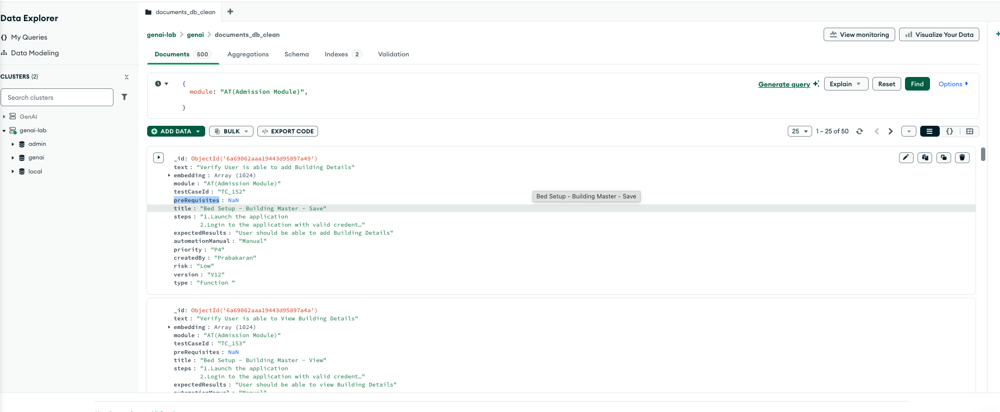 documents_db_clean
Data Explorer
My Queries
Data Modeling
CLUSTERS (2)
Search clusters
GenAI
genai-lab
admin
genai
local
genai-lab > genai > documents_db_clean
View monitoring
Visualize Your Data
Documents 500 Aggregations Schema Indexes 2 Validation
{
module: "AT(Admission Module)",
}
Generate query Explain Reset Find Options
ADD DATA BULK EXPORT CODE
25 1 – 25 of 50 {}
_id: ObjectId('6a69062aaa19443d95897a49')
text : "Verify User is able to add Building Details"
embedding : Array (1024)
module : "AT(Admission Module)"
testCaseId : "TC_152"
preRequisites : NaN
Bed Setup - Building Master - Save
title : "Bed Setup - Building Master - Save"
steps : "1.Launch the application
2.Login to the application with valid credent…"
expectedResults : "User should be able to add Building Details"
automationManual : "Manual"
priority : "P4"
createdBy : "Prabakaran"
risk : "Low"
version : "V12"
type : "Function "
_id: ObjectId('6a69062aaa19443d95897a4a')
text : "Verify User is able to View Building Details"
embedding : Array (1024)
module : "AT(Admission Module)"
testCaseId : "TC_153"
preRequisites : NaN
title : "Bed Setup - Building Master - View"
steps : "1.Launch the application
2.Login to the application with valid credent…"
expectedResults : "User should be able to view Building Details"
automationManual : "Manual"